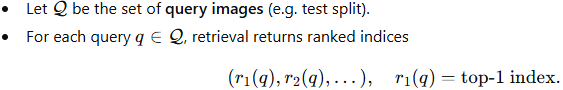 • Let 𝒬 be the set of query images (e.g. test split).
• For each query q ∈ 𝒬, retrieval returns ranked indices
(r₁(q), r₂(q), …),  r₁(q) = top-1 index.